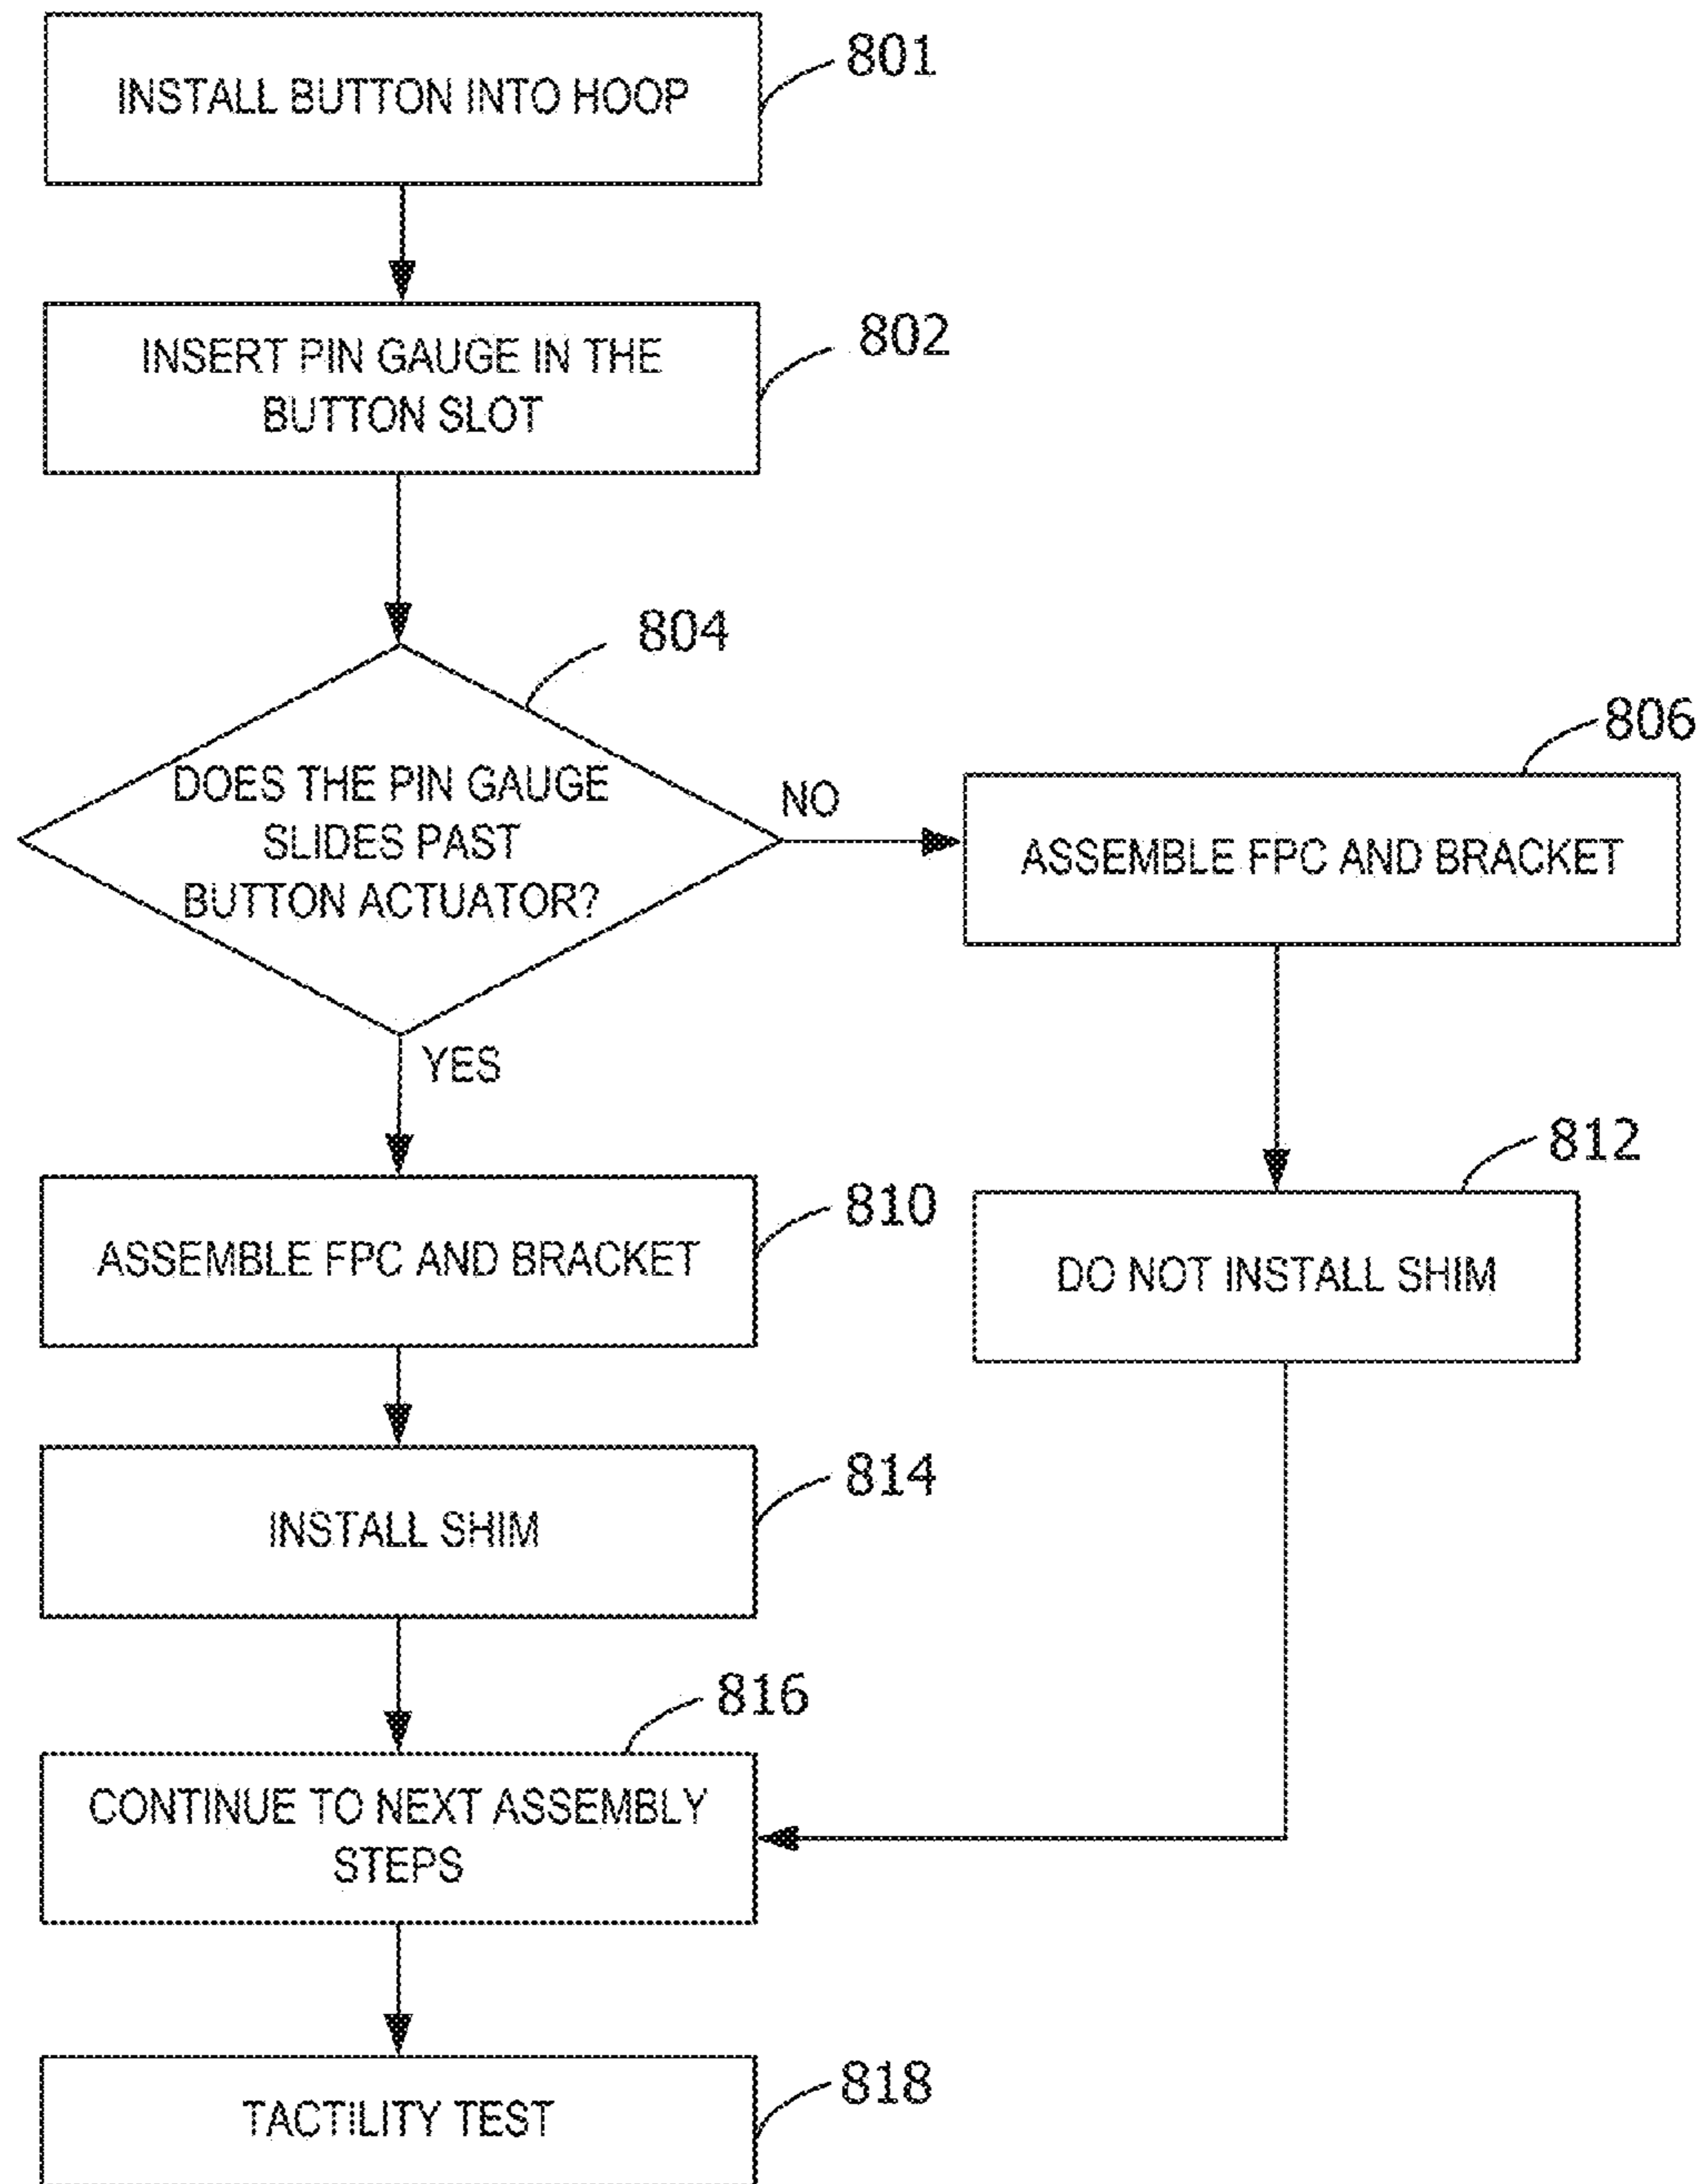 INSTALL BUTTON INTO HOOP
801
INSERT PIN GAUGE IN THE
BUTTON SLOT
802
804
DOES THE PIN GAUGE
SLIDES PAST
BUTTON ACTUATOR?
NO
806
ASSEMBLE FPC AND BRACKET
YES
812
DO NOT INSTALL SHIM
810
ASSEMBLE FPC AND BRACKET
814
INSTALL SHIM
816
CONTINUE TO NEXT ASSEMBLY
STEPS
818
TACTILITY TEST